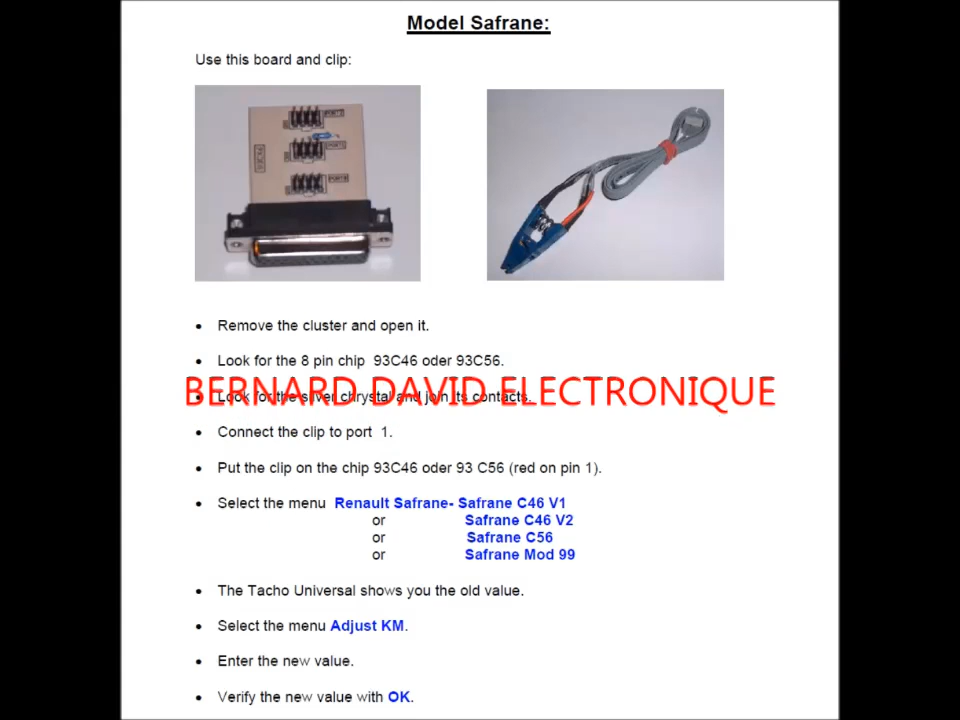 Model Safrane:
Use this board and clip:
Remove the cluster and open it.
Look for the 8 pin chip 93C46 oder 93C56.
BERNARD DAVID ELECTRONIQUE
Look for the silver chrystal and join its contacts.
Connect the clip to port 1.
Put the clip on the chip 93C46 oder 93 C56 (red on pin 1).
Select the menu Renault Safrane- Safrane C46 V1
or Safrane C46 V2
or Safrane C56
or Safrane Mod 99
The Tacho Universal shows you the old value.
Select the menu Adjust KM.
Enter the new value.
Verify the new value with OK.